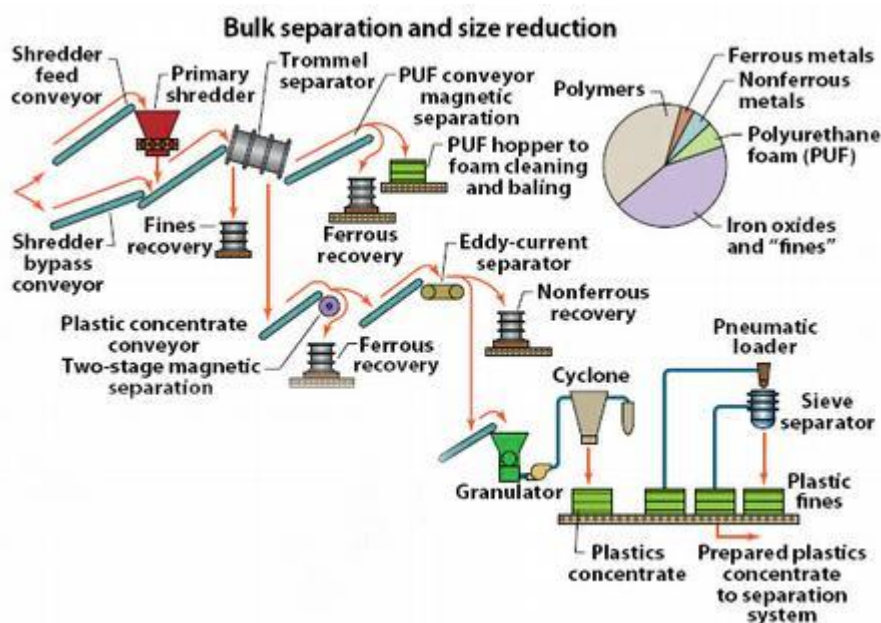 Bulk separation and size reduction
Shredder
feed
conveyor
Primary
shredder
Trommel
separator
PUF conveyor
magnetic
separation
PUF hopper to
foam cleaning
and baling
Polymers
Ferrous metals
Nonferrous
metals
Polyurethane
foam (PUF)
Iron oxides
and “fines”
Shredder
bypass
conveyor
Fines
recovery
Ferrous
recovery
Eddy-current
separator
Nonferrous
recovery
Plastic concentrate
conveyor
Two-stage magnetic
separation
Ferrous
recovery
Cyclone
Pneumatic
loader
Sieve
separator
Granulator
Plastic
fines
Plastics
concentrate
Prepared plastics
concentrate
to separation
system